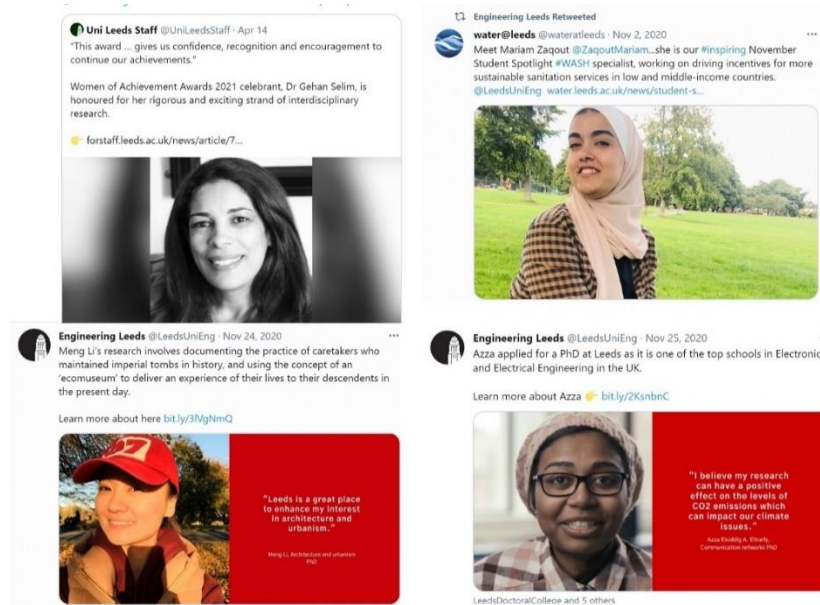 Uni Leeds Staff @UniLeedsStaff · Apr 14
"This award ... gives us confidence, recognition and encouragement to
continue our achievements."
Women of Achievement Awards 2021 celebrant, Dr Gehan Selim, is
honoured for her rigorous and exciting strand of interdisciplinary
research.
👉 forstaff.leeds.ac.uk/news/article/7...
Engineering Leeds Retweeted
water@leeds @wateratleeds · Nov 2, 2020
Meet Mariam Zaqout @ZaqoutMariam...she is our #inspiring November
Student Spotlight #WASH specialist, working on driving incentives for more
sustainable sanitation services in low and middle-income countries.
@LeedsUniEng water.leeds.ac.uk/news/student-s...
Engineering Leeds @LeedsUniEng · Nov 24, 2020
Meng Li's research involves documenting the practice of caretakers who
maintained imperial tombs in history, and using the concept of an
'ecomuseum' to deliver an experience of their lives to their descendents in
the present day.
Learn more about here bit.ly/3lVgNmQ
"Leeds is a great place
to enhance my interest
in architecture and
urbanism."
Meng Li, Architecture and urbanism
PhD
Engineering Leeds @LeedsUniEng · Nov 25, 2020
Azza applied for a PhD at Leeds as it is one of the top schools in Electronic
and Electrical Engineering in the UK.
Learn more about Azza 👉 bit.ly/2KsnbnC
"I believe my research
can have a positive
effect on the levels of
CO2 emissions which
can impact our climate
issues."
Azza Elsiddig A. Eltraify,
Communication networks PhD
LeedsDoctoralCollege and 5 others